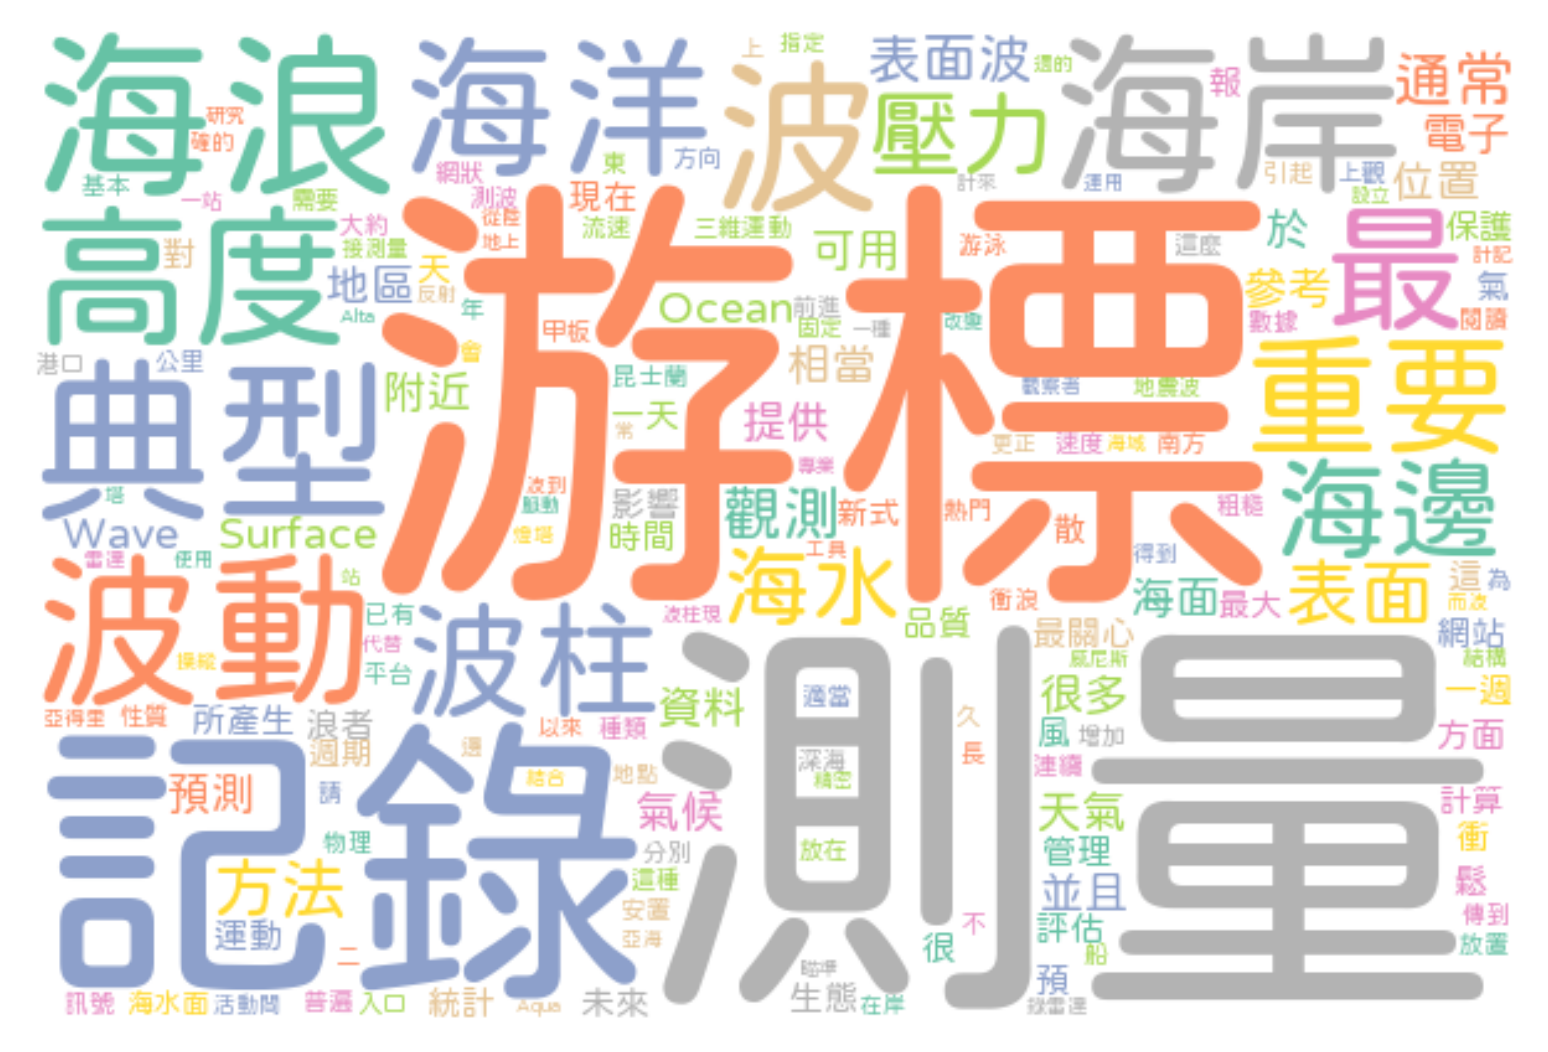 海浪
海洋
波
上
指定
表面波
週的
海岸
報
通常
研究
確的
壓力
電子
東
方向
基本
網狀
一站
需要
測波
現在
計來
運用
引起
上觀
設立
位置
高度
大約
接測量
對
從陸
地上
流速
三維運動
可用
游泳
這麼
於
最
保護
計記
游標
地區
天
反射
年
Alta
Ocean
前進
固定
一種
改變
參考
數據
氣
閱讀
甲板
會
港口
公里
典型
附近
昆士蘭
相當
觀察者
地震波
重要
一天
常
提供
更正
速度
海域
南方
專業
塔
波到
驅動
影響
觀測
新式
熱門
散
粗糙
海邊
Wave
Surface
燈塔
時間
工具
得到
雷達
使用
波動
站
海水
衝浪
海面
最大
表面
這
為
而波
已有
代替
操縱
平台
波柱
波柱現
品質
最關心
威尼斯
網站
結構
亞得里
性質
所產生
浪者
以來
種類
資料
適當
久
很多
一週
週期
還
測量
風
增加
方面
記錄
預測
請
結合
地點
深海
精密
長
連續
氣候
天氣
計算
物理
分別
放在
管理
衝
方法
這種
並且
鬆
運動
安置
不
評估
傳到
二
亞海
很
船
放置
瞄準
預
訊號
海水面
活動間
普遍
入口
統計
Aqua
未來
生態
在岸
縱雷達